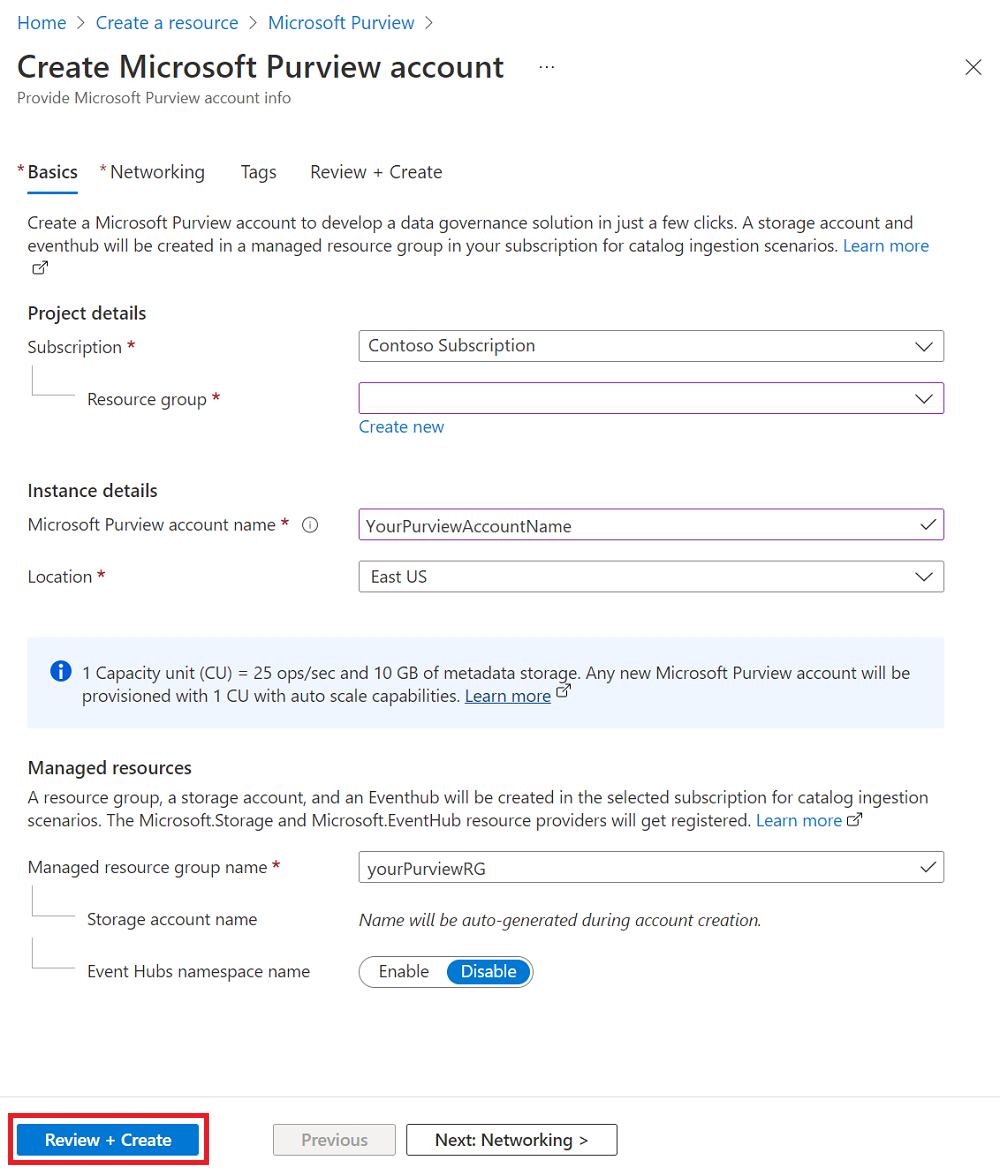 Home > Create a resource > Microsoft Purview >
Create Microsoft Purview account ...
Provide Microsoft Purview account info
* Basics * Networking Tags Review + Create
Create a Microsoft Purview account to develop a data governance solution in just a few clicks. A storage account and
eventhub will be created in a managed resource group in your subscription for catalog ingestion scenarios. Learn more
Project details
Subscription * Contoso Subscription
Resource group *
Create new
Instance details
Microsoft Purview account name * YourPurviewAccountName
Location * East US
1 Capacity unit (CU) = 25 ops/sec and 10 GB of metadata storage. Any new Microsoft Purview account will be
provisioned with 1 CU with auto scale capabilities. Learn more
Managed resources
A resource group, a storage account, and an Eventhub will be created in the selected subscription for catalog ingestion
scenarios. The Microsoft.Storage and Microsoft.EventHub resource providers will get registered. Learn more
Managed resource group name * yourPurviewRG
Storage account name Name will be auto-generated during account creation.
Event Hubs namespace name Enable Disable
Review + Create Previous Next: Networking >